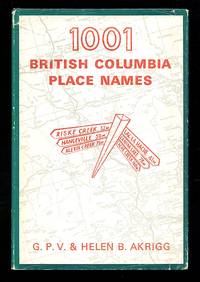 1001
BRITISH COLUMBIA
PLACE NAMES
RISKE CREEK
HANCEVILLE
ALEXIS CREEK
G. P. V. & HELEN B. AKRIGG